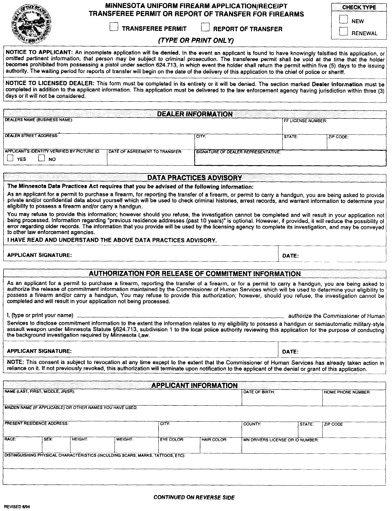 MINNESOTA UNIFORM FIREARM APPLICATION/RECEIPT
TRANSFEREE PERMIT OR REPORT OF TRANSFER FOR FIREARMS
TRANSFEREE PERMIT
REPORT OF TRANSFER
(TYPE OR PRINT ONLY)
CHECK TYPE
NEW
RENEWAL
NOTICE TO APPLICANT: An incomplete application will be denied. In the event an applicant is found to have knowingly falsified this application, or
omitted pertinent information, that person may be subject to criminal prosecution. The transferee permit shall be void at the time that the holder
becomes prohibited from possessing a pistol under section 624.713, in which event the holder shall return the permit within five (5) days to the issuing
authority. The waiting period for reports of transfer will begin on the date of delivery of this application to the chief of police or sheriff.
NOTICE TO LICENSED DEALER: This form must be completed in its entirety or it will be denied. The section marked Dealer Information must be
completed in addition to the applicant information. This application must be delivered to the law enforcement agency having jurisdiction within three (3)
days or it will not be considered.
DEALER INFORMATION
DEALERS NAME (BUSINESS NAME):
FF LICENSE NUMBER:
DEALER STREET ADDRESS:
CITY:
STATE:
ZIP CODE:
APPLICANTS IDENTITY VERIFIED BY PICTURE ID
YES
NO
DATE OF AGREEMENT TO TRANSFER:
SIGNATURE OF DEALER REPRESENTATIVE:
DATA PRACTICES ADVISORY
The Minnesota Data Practices Act requires that you be advised of the following information:
As an applicant for a permit to purchase a firearm, reporting the transfer of a firearm, or permit to carry a handgun, you are being asked to provide
private and/or confidential data about yourself which will be used to check criminal histories, arrest records, and warrant information to determine your
eligibility to possess a firearm and/or carry a handgun.
You may refuse to provide this information; however should you refuse, the investigation cannot be completed and will result in your application not
being processed. Information regarding "previous residence addresses (past 10 years)" is optional. However, if provided, it will reduce the possibility of
error regarding older records. The information that you provide will be used by the licensing agency to complete its investigation, and may be conveyed
to other law enforcement agencies.
I HAVE READ AND UNDERSTAND THE ABOVE DATA PRACTICES ADVISORY.
APPLICANT SIGNATURE:
DATE:
AUTHORIZATION FOR RELEASE OF COMMITMENT INFORMATION
As an applicant for a permit to purchase a firearm, reporting the transfer of a firearm, or for a permit to carry a handgun, you are being asked to
authorize the release of commitment information maintained by the Commissioner of Human Services which will be used to determine eligibility to
possess a firearm and/or carry a handgun. You may refuse to provide this authorization; however, should you refuse, the investigation cannot be
completed and will result in your application not being processed.
I, (type or print your name)
authorize the Commissioner of Human
Services to disclose commitment information to the extent the information relates to my eligibility to possess a handgun or semiautomatic military-style
assault weapon under Minnesota Statute §624.713, subdivision 1 to the local police authority reviewing this application for the purpose of conducting
the background investigation required by Minnesota Law.
APPLICANT SIGNATURE:
DATE:
NOTE: This consent is subject to revocation at any time except to the extent that the Commissioner of Human Services has already taken action in
reliance on it. If not previously revoked, this authorization will terminate upon notification to the applicant of the denial or grant of this application.
APPLICANT INFORMATION
NAME (LAST, FIRST, MIDDLE, JR/SR):
DATE OF BIRTH:
HOME PHONE NUMBER:
MAIDEN NAME (IF APPLICABLE) OR OTHER NAMES YOU HAVE USED:
PRESENT RESIDENCE ADDRESS:
CITY:
COUNTY:
STATE:
ZIP CODE
RACE:
SEX:
HEIGHT:
WEIGHT:
EYE COLOR
HAIR COLOR
MN DRIVERS LICENSE OR ID NUMBER:
DISTINGUISHING PHYSICAL CHARACTERISTICS (INCLUDING SCARS, MARKS, TATTOOS, ETC):
CONTINUED ON REVERSE SIDE
REVISED 8/94